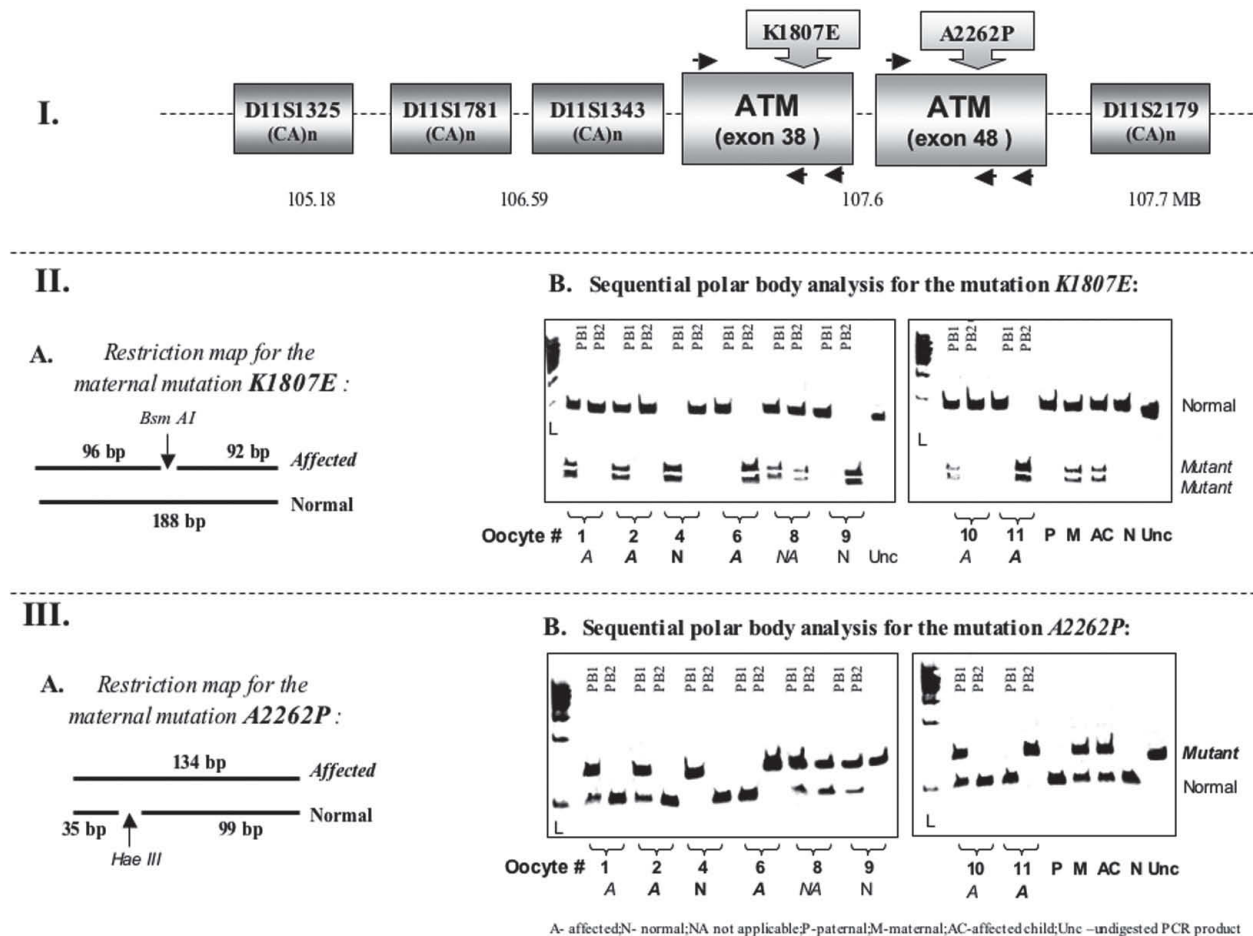 K1807E A2262P
I.
D11S1325 D11S1781 D11S1343 ATM ATM D11S2179
(CA)n (CA)n (CA)n (exon 38 ) (exon 48 ) (CA)n
105.18 106.59 107.6 107.7 MB
II.
A. Restriction map for the
maternal mutation K1807E :
Bsm AI
96 bp 92 bp Affected
Normal
188 bp
B. Sequential polar body analysis for the mutation K1807E:
PB1 PB2 PB1 PB2 PB1 PB2 PB1 PB2 PB1 PB2 PB1 PB2 PB1 PB2 PB1 PB2
Normal
L L
Mutant
Mutant
Oocyte # 1 2 4 6 8 9 10 11 P M AC N Unc
A A N A NA N Unc A A
III.
A. Restriction map for the
maternal mutation A2262P :
134 bp Affected
Normal
35 bp 99 bp
Hae III
B. Sequential polar body analysis for the mutation A2262P:
PB1 PB2 PB1 PB2 PB1 PB2 PB1 PB2 PB1 PB2 PB1 PB2 PB1 PB2 PB1 PB2
Mutant
Normal
L L
Oocyte # 1 2 4 6 8 9 10 11 P M AC N Unc
A A N A NA N A A
A- affected;N- normal;NA not applicable;P-paternal;M-maternal;AC-affected child;Unc –undigested PCR product